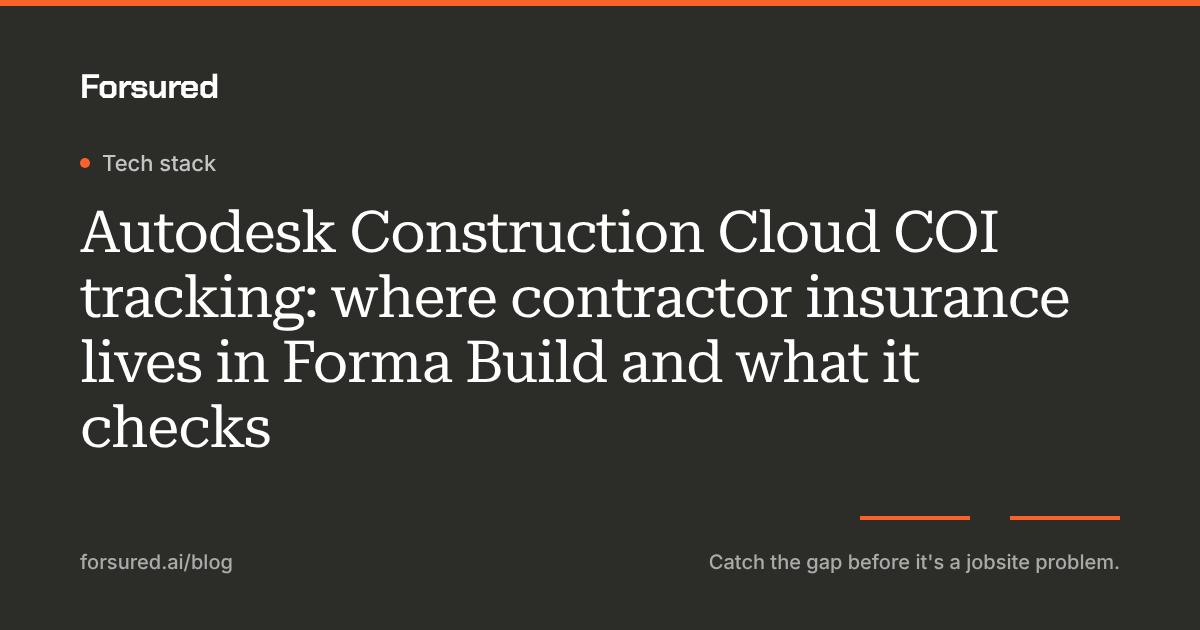 Forsured
Tech stack
Autodesk Construction Cloud COI
tracking: where contractor insurance
lives in Forma Build and what it
checks
forsured.ai/blog
Catch the gap before it's a jobsite problem.